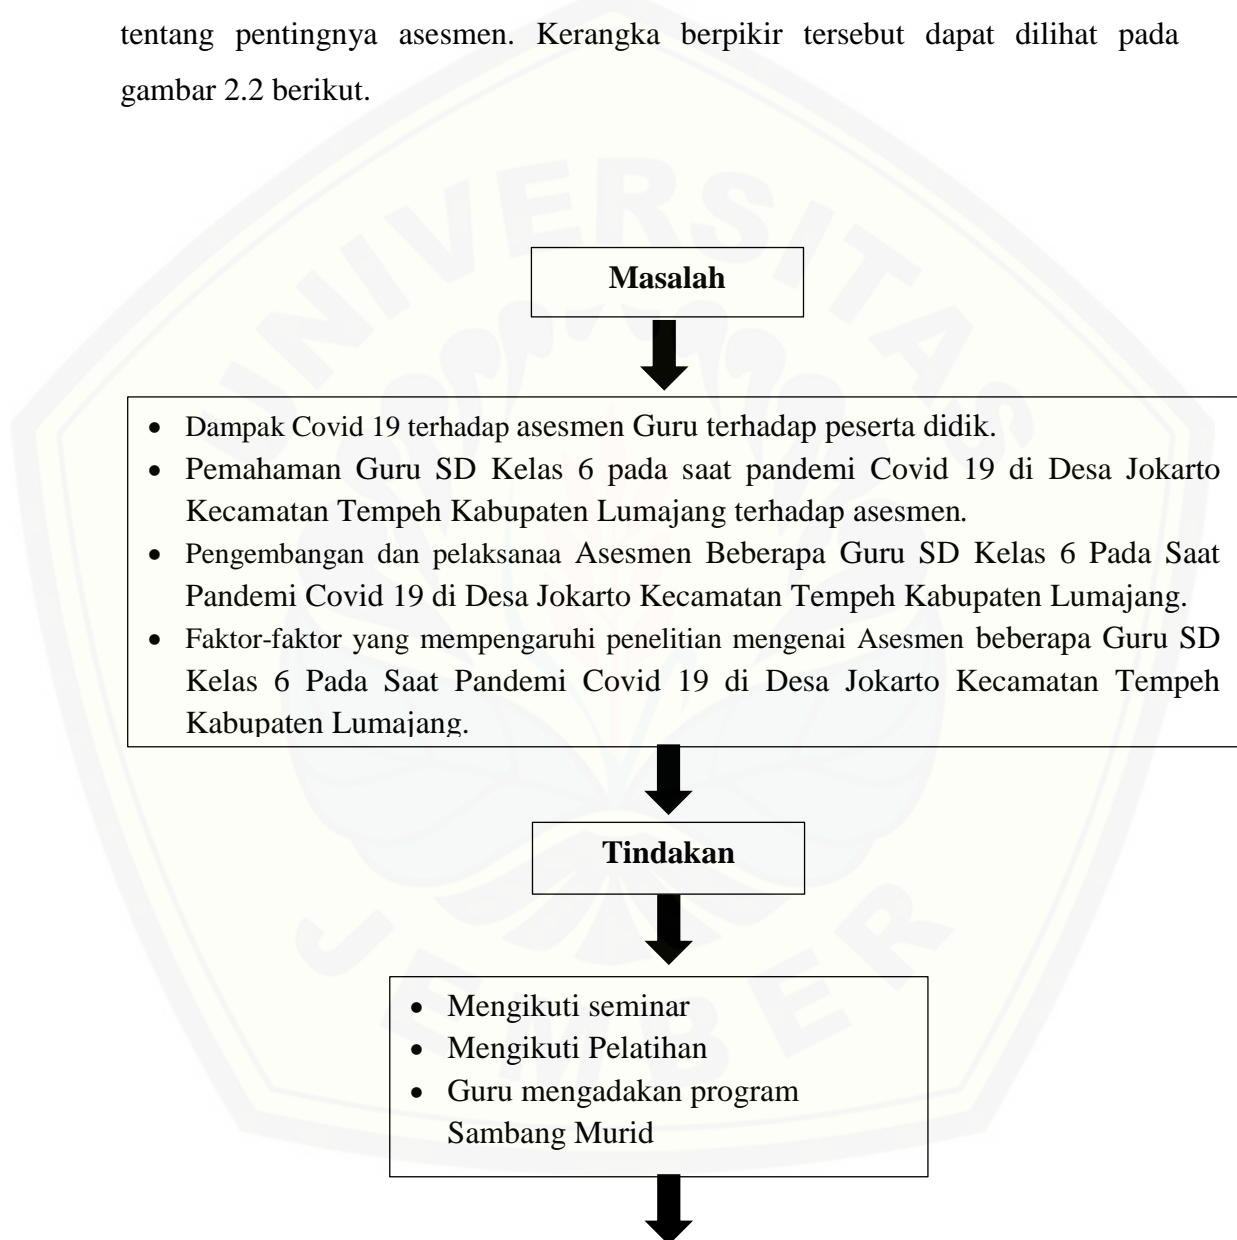 tentang pentingnya asesmen. Kerangka berpikir tersebut dapat dilihat pada
gambar 2.2 berikut.
UNIVERSITAS
Masalah
• Dampak Covid 19 terhadap asesmen Guru terhadap peserta didik.
• Pemahaman Guru SD Kelas 6 pada saat pandemi Covid 19 di Desa Jokarto
Kecamatan Tempeh Kabupaten Lumajang terhadap asesmen.
• Pengembangan dan pelaksanaa Asesmen Beberapa Guru SD Kelas 6 Pada Saat
Pandemi Covid 19 di Desa Jokarto Kecamatan Tempeh Kabupaten Lumajang.
• Faktor-faktor yang mempengaruhi penelitian mengenai Asesmen beberapa Guru SD
Kelas 6 Pada Saat Pandemi Covid 19 di Desa Jokarto Kecamatan Tempeh
Kabupaten Lumajang.
Tindakan
JEMBER
• Mengikuti seminar
• Mengikuti Pelatihan
• Guru mengadakan program
Sambang Murid